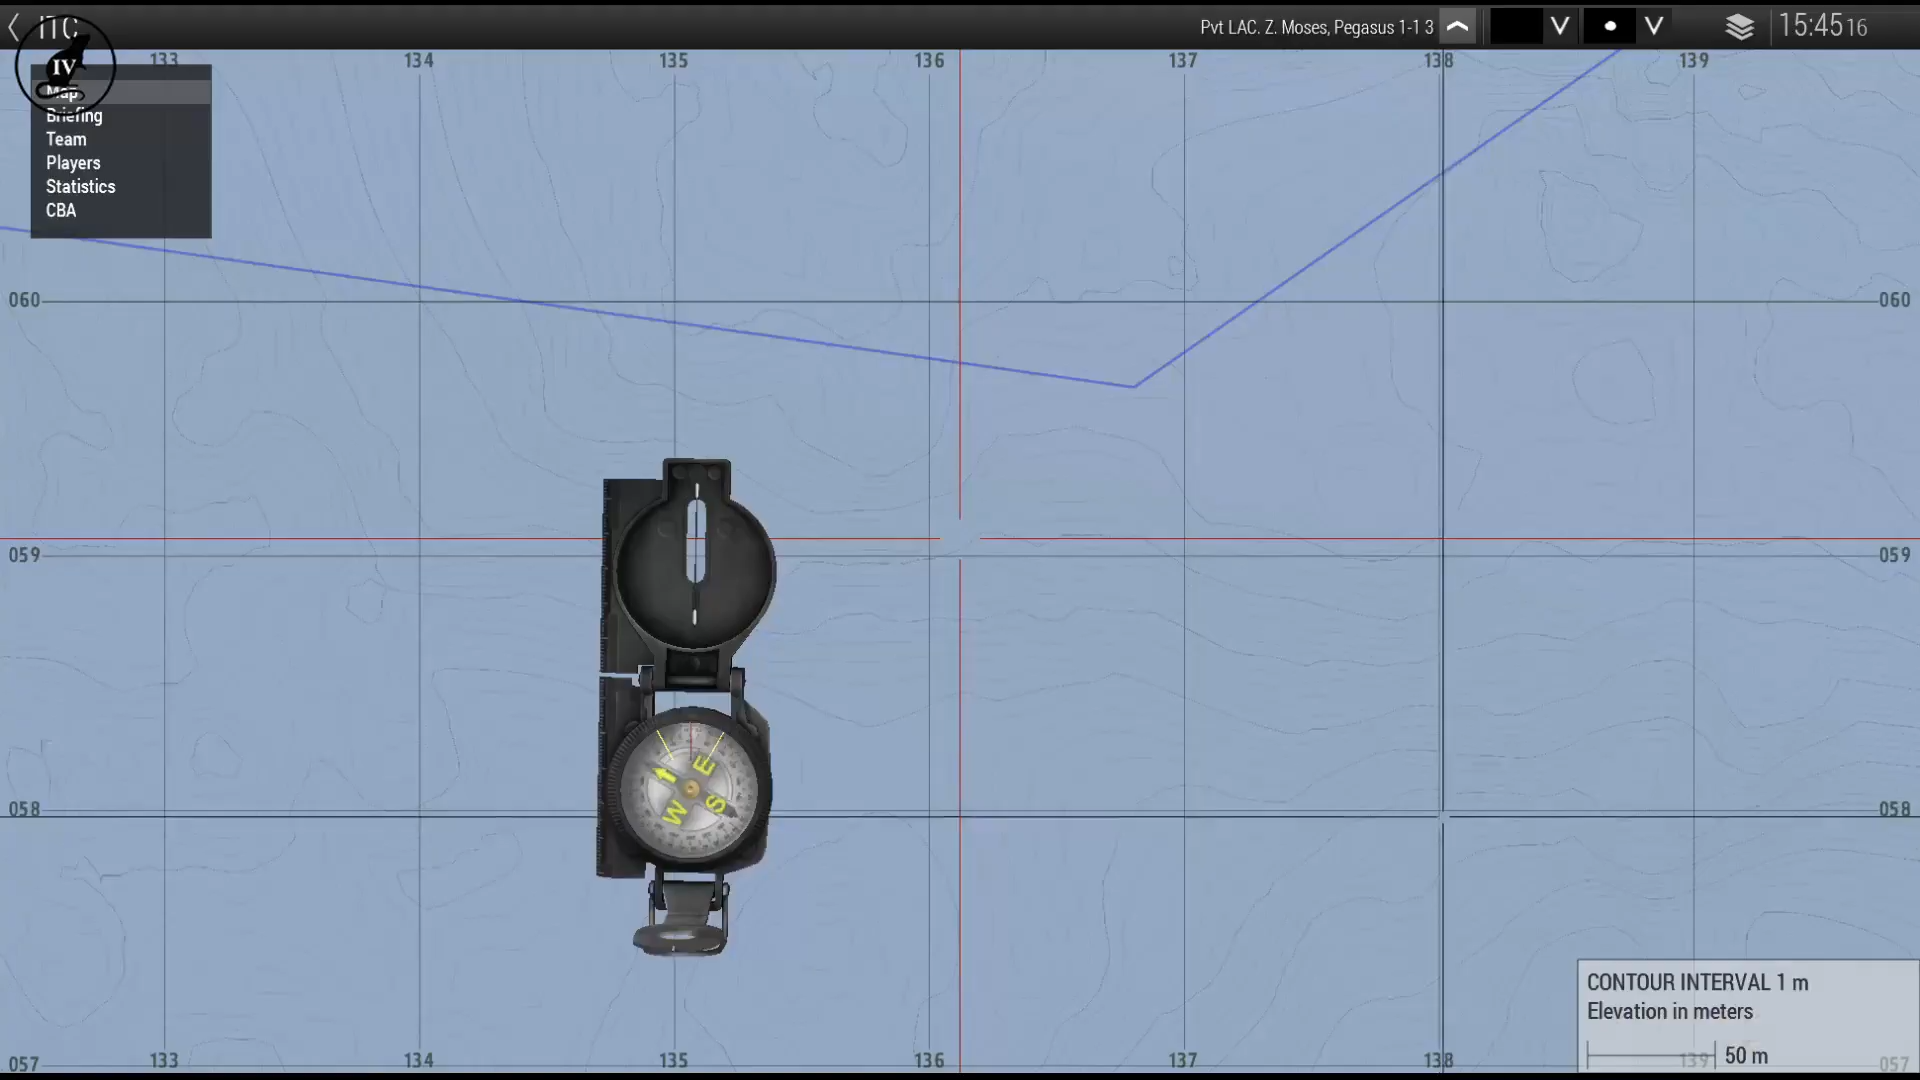 ITC
Pvt LAC. Z. Moses, Pegasus 1-1 3
15:45 16
133 134 135 136 137 138 139
IV
Map
Briefing
Team
Players
Statistics
CBA
060 060
059 059
E
W S
058 058
CONTOUR INTERVAL 1 m
Elevation in meters
50 m
057 133 134 135 136 137 138 139 057